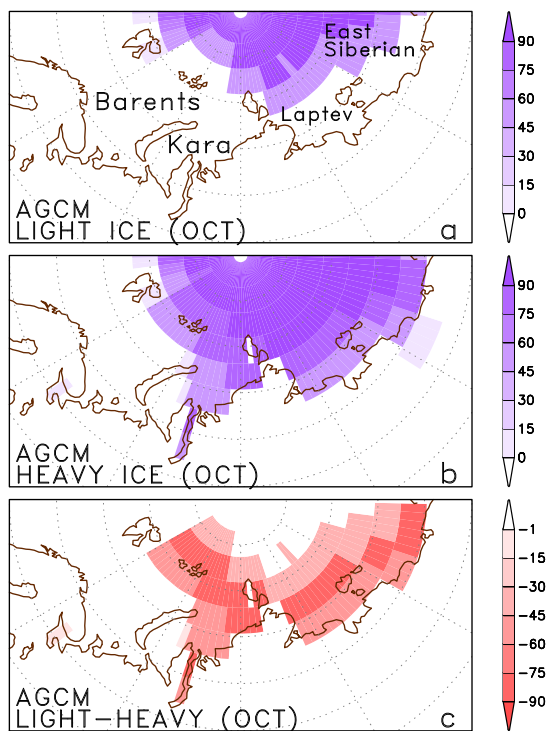 East
Siberian
Barents
Laptev
Kara
AGCM
LIGHT ICE (OCT)
a
90
75
60
45
30
15
0
AGCM
HEAVY ICE (OCT)
b
90
75
60
45
30
15
0
AGCM
LIGHT−HEAVY (OCT)
c
−1
−15
−30
−45
−60
−75
−90